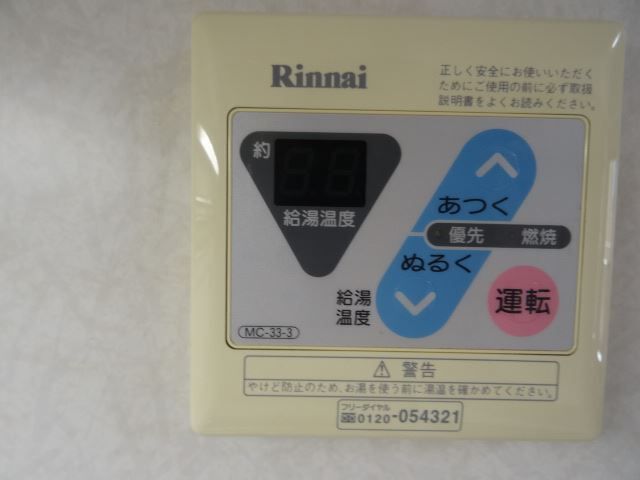 Rinnai
正しく安全にお使いいただく
ためにご使用の前に必ず取扱
説明書をよくお読みください。
約
給湯温度
あつく
優先 燃焼
ぬるく
給湯
温度
運転
MC-33-3
⚠ 警告
やけど防止のため、お湯を使う前に湯温を確かめてください。
フリーダイヤル
0120-054321